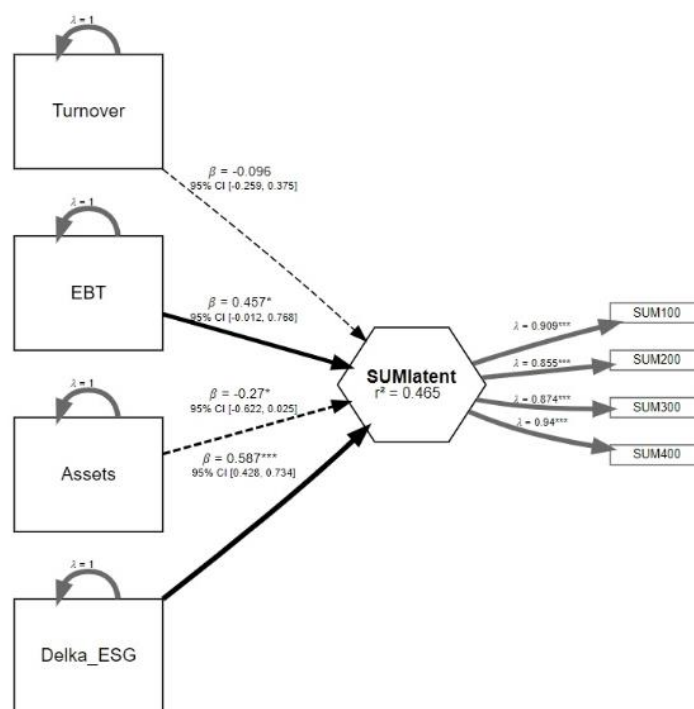 λ = 1
Turnover
β = -0.096
95% CI [-0.259, 0.375]
λ = 1
EBT
β = 0.457*
95% CI [-0.012, 0.768]
λ = 1
Assets
β = -0.27*
95% CI [-0.622, 0.025]
β = 0.587***
95% CI [0.428, 0.734]
λ = 1
Delka_ESG
SUMlatent
r² = 0.465
λ = 0.909***
SUM100
λ = 0.855***
SUM200
λ = 0.874***
SUM300
λ = 0.94***
SUM400